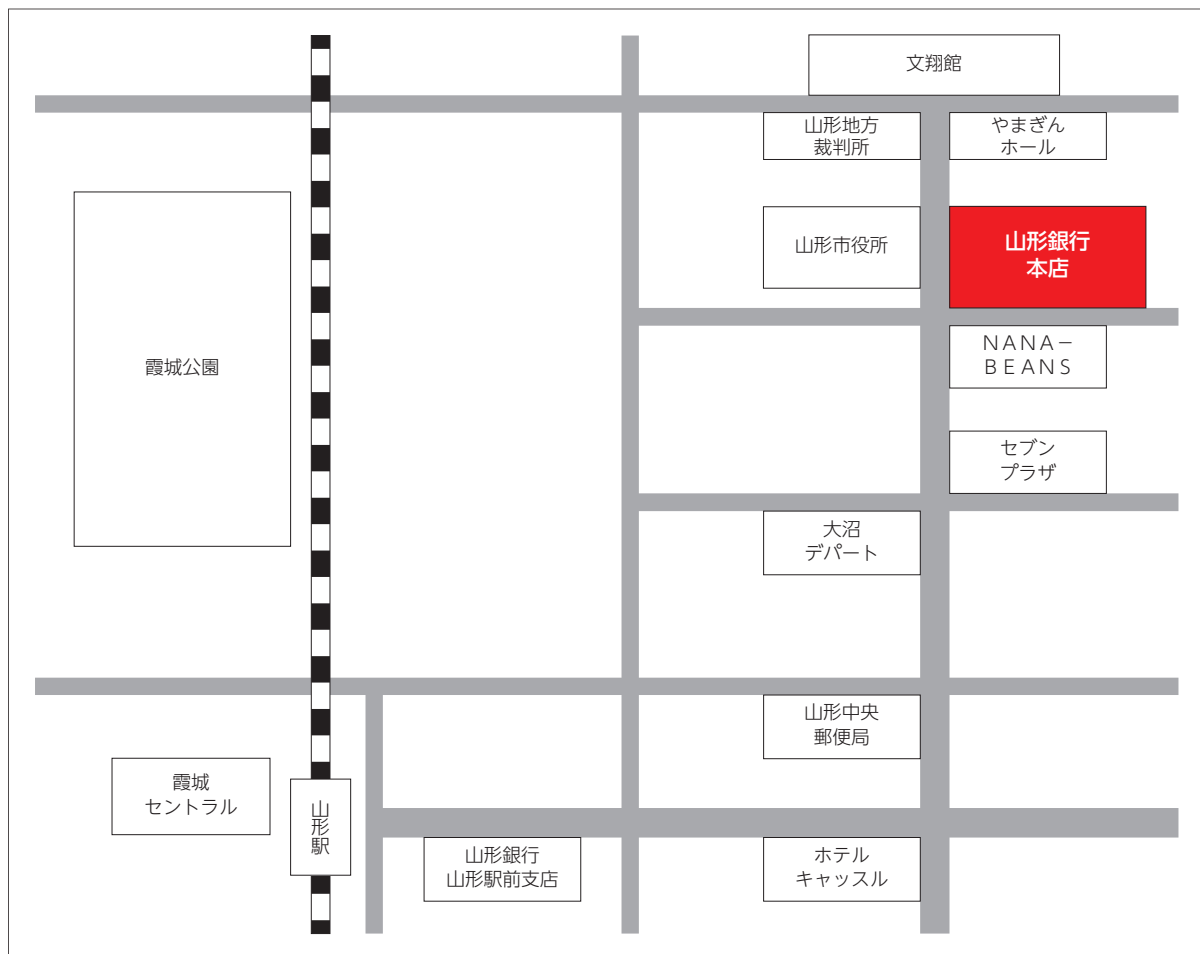 文翔館
山形地方
裁判所
やまぎん
ホール
山形市役所
山形銀行
本店
霞城公園
ＮＡＮＡ－
ＢＥＡＮＳ
セブン
プラザ
大沼
デパート
山形中央
郵便局
霞城
セントラル
山形駅
山形銀行
山形駅前支店
ホテル
キャッスル